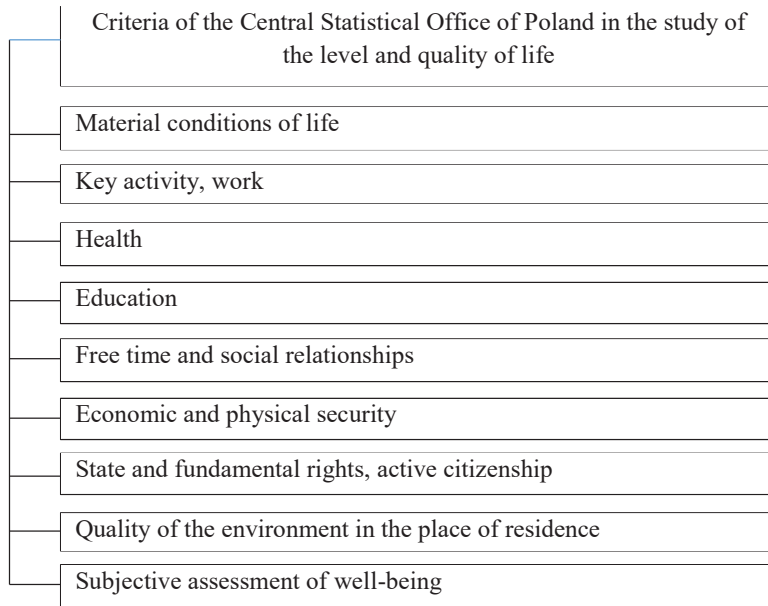 Criteria of the Central Statistical Office of Poland in the study of
the level and quality of life
Material conditions of life
Key activity, work
Health
Education
Free time and social relationships
Economic and physical security
State and fundamental rights, active citizenship
Quality of the environment in the place of residence
Subjective assessment of well-being